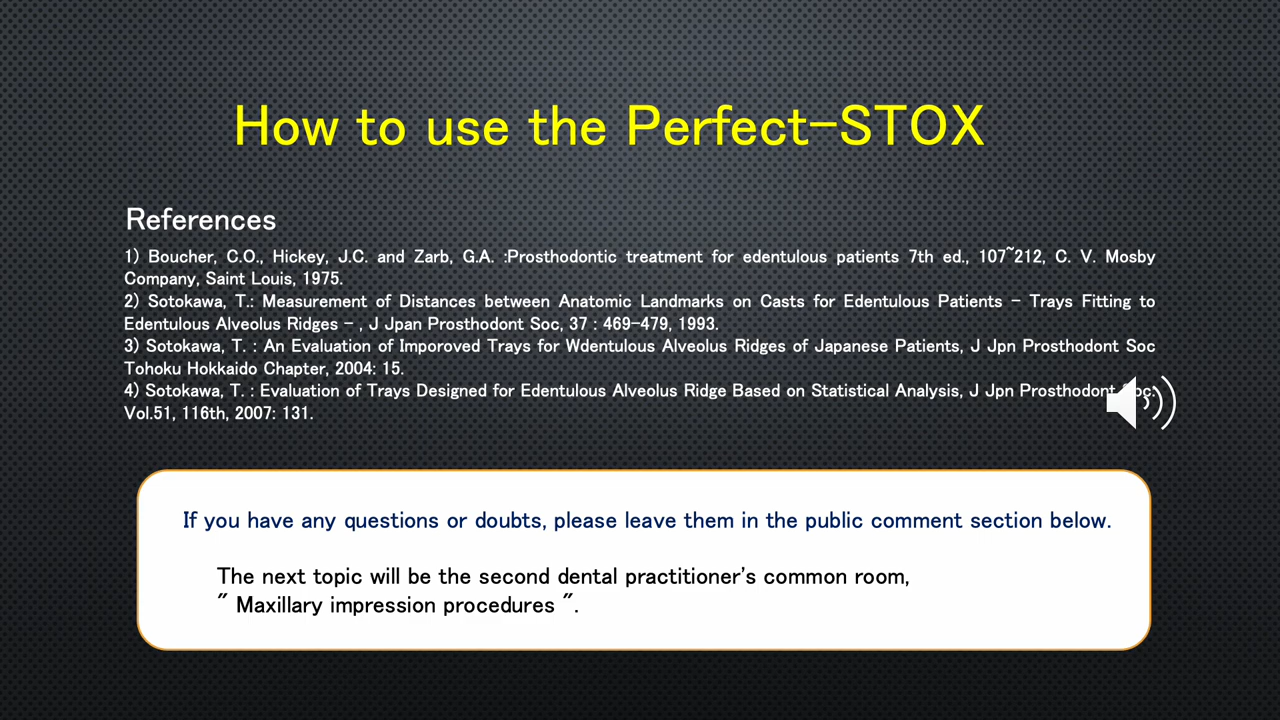 How to use the Perfect-STOX
References
1) Boucher, C.O., Hickey, J.C. and Zarb, G.A. :Prosthodontic treatment for edentulous patients 7th ed., 107~212, C. V. Mosby
Company, Saint Louis, 1975.
2) Sotokawa, T.: Measurement of Distances between Anatomic Landmarks on Casts for Edentulous Patients - Trays Fitting to
Edentulous Alveolus Ridges - , J Jpan Prosthodont Soc, 37 : 469-479, 1993.
3) Sotokawa, T. : An Evaluation of Imporoved Trays for Wdentulous Alveolus Ridges of Japanese Patients, J Jpn Prosthodont Soc
Tohoku Hokkaido Chapter, 2004: 15.
4) Sotokawa, T. : Evaluation of Trays Designed for Edentulous Alveolus Ridge Based on Statistical Analysis, J Jpn Prosthodont Soc.
Vol.51, 116th, 2007: 131.
If you have any questions or doubts, please leave them in the public comment section below.
The next topic will be the second dental practitioner's common room,
" Maxillary impression procedures ".